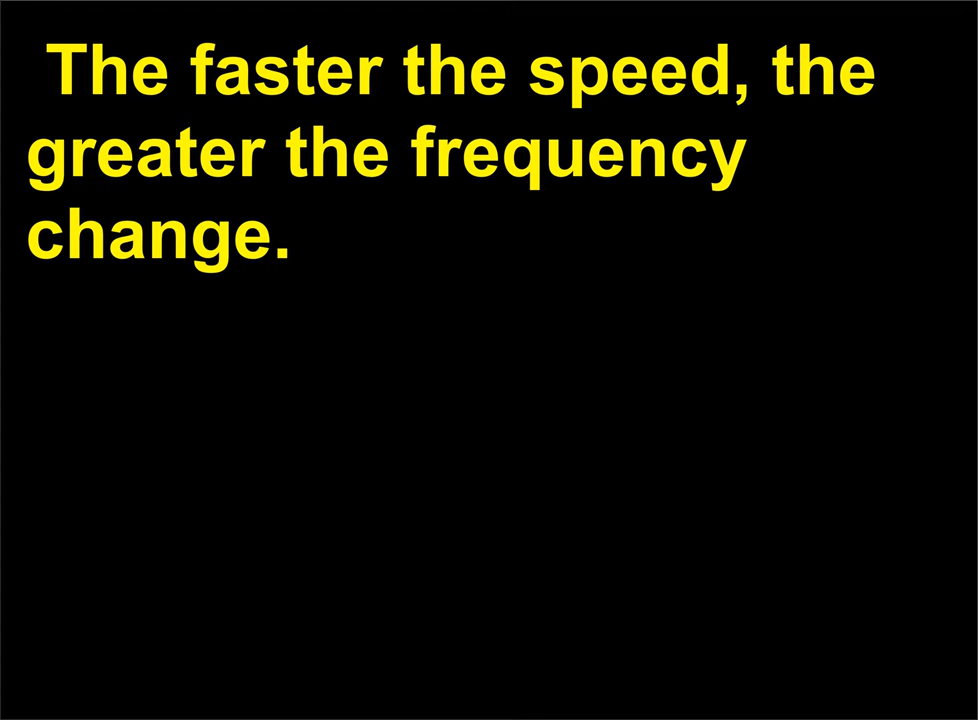 The faster the speed, the
greater the frequency
change.